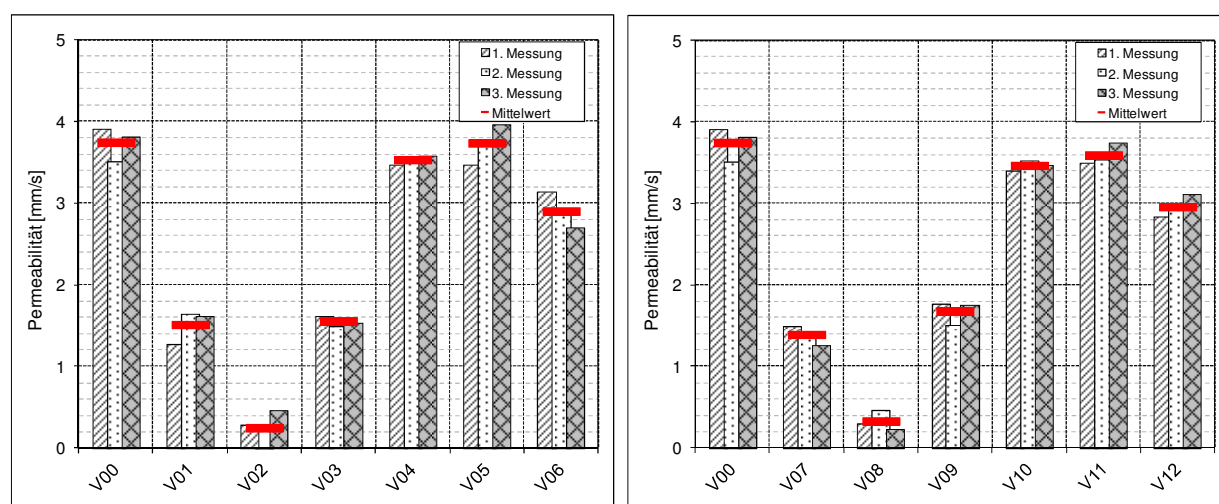 5
4
3
2
1
0
Permeabilität [mm/s]
1. Messung
2. Messung
3. Messung
Mittelwert
V00
V01
V02
V03
V04
V05
V06
5
4
3
2
1
0
Permeabilität [mm/s]
1. Messung
2. Messung
3. Messung
Mittelwert
V00
V07
V08
V09
V10
V11
V12